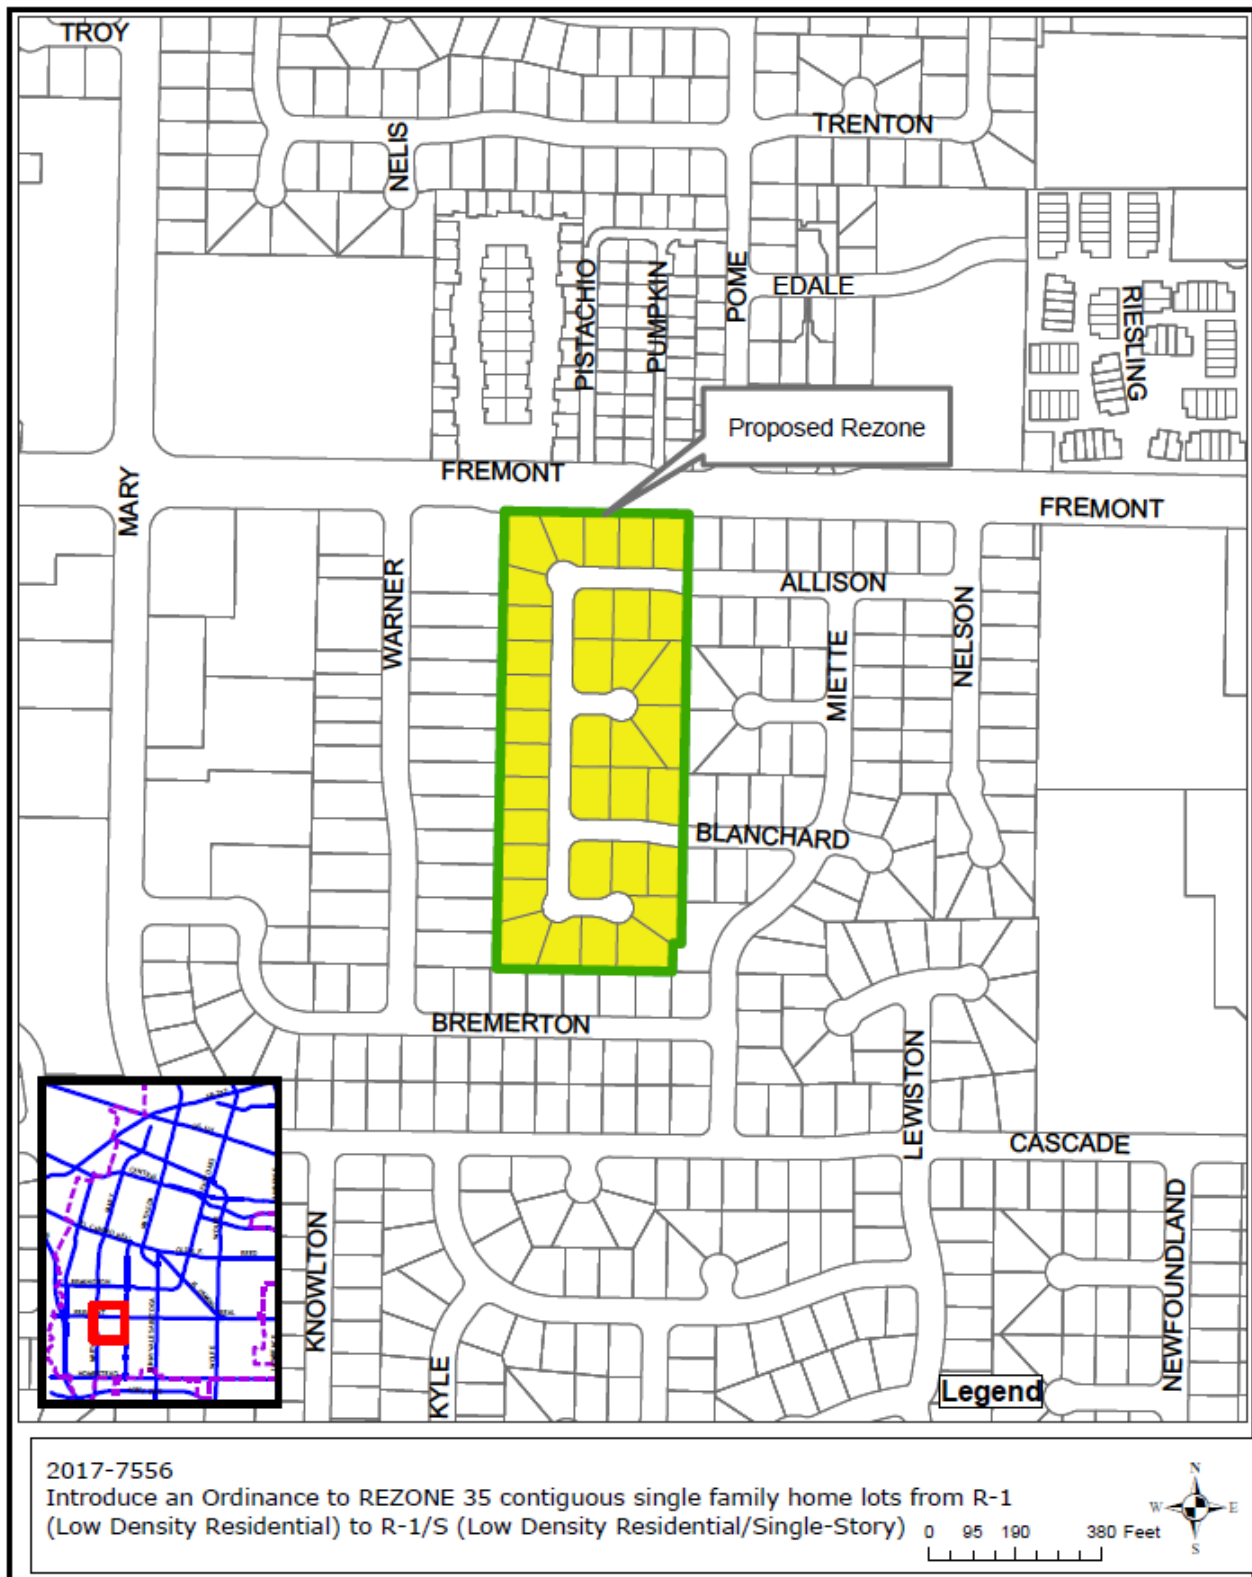 TROY
TRENTON
NELIS
POME
PISTACHIO
PUMPKIN
EDALE
RIESLING
Proposed Rezone
FREMONT
FREMONT
MARY
WARNER
ALLISON
MIETTE
NELSON
BLANCHARD
BREMERTON
LEWISTON
CASCADE
KNOWLTON
KYLE
NEWFOUNDLAND
Legend
2017-7556
Introduce an Ordinance to REZONE 35 contiguous single family home lots from R-1
(Low Density Residential) to R-1/S (Low Density Residential/Single-Story)
0 95 190 380 Feet
N
W E
S